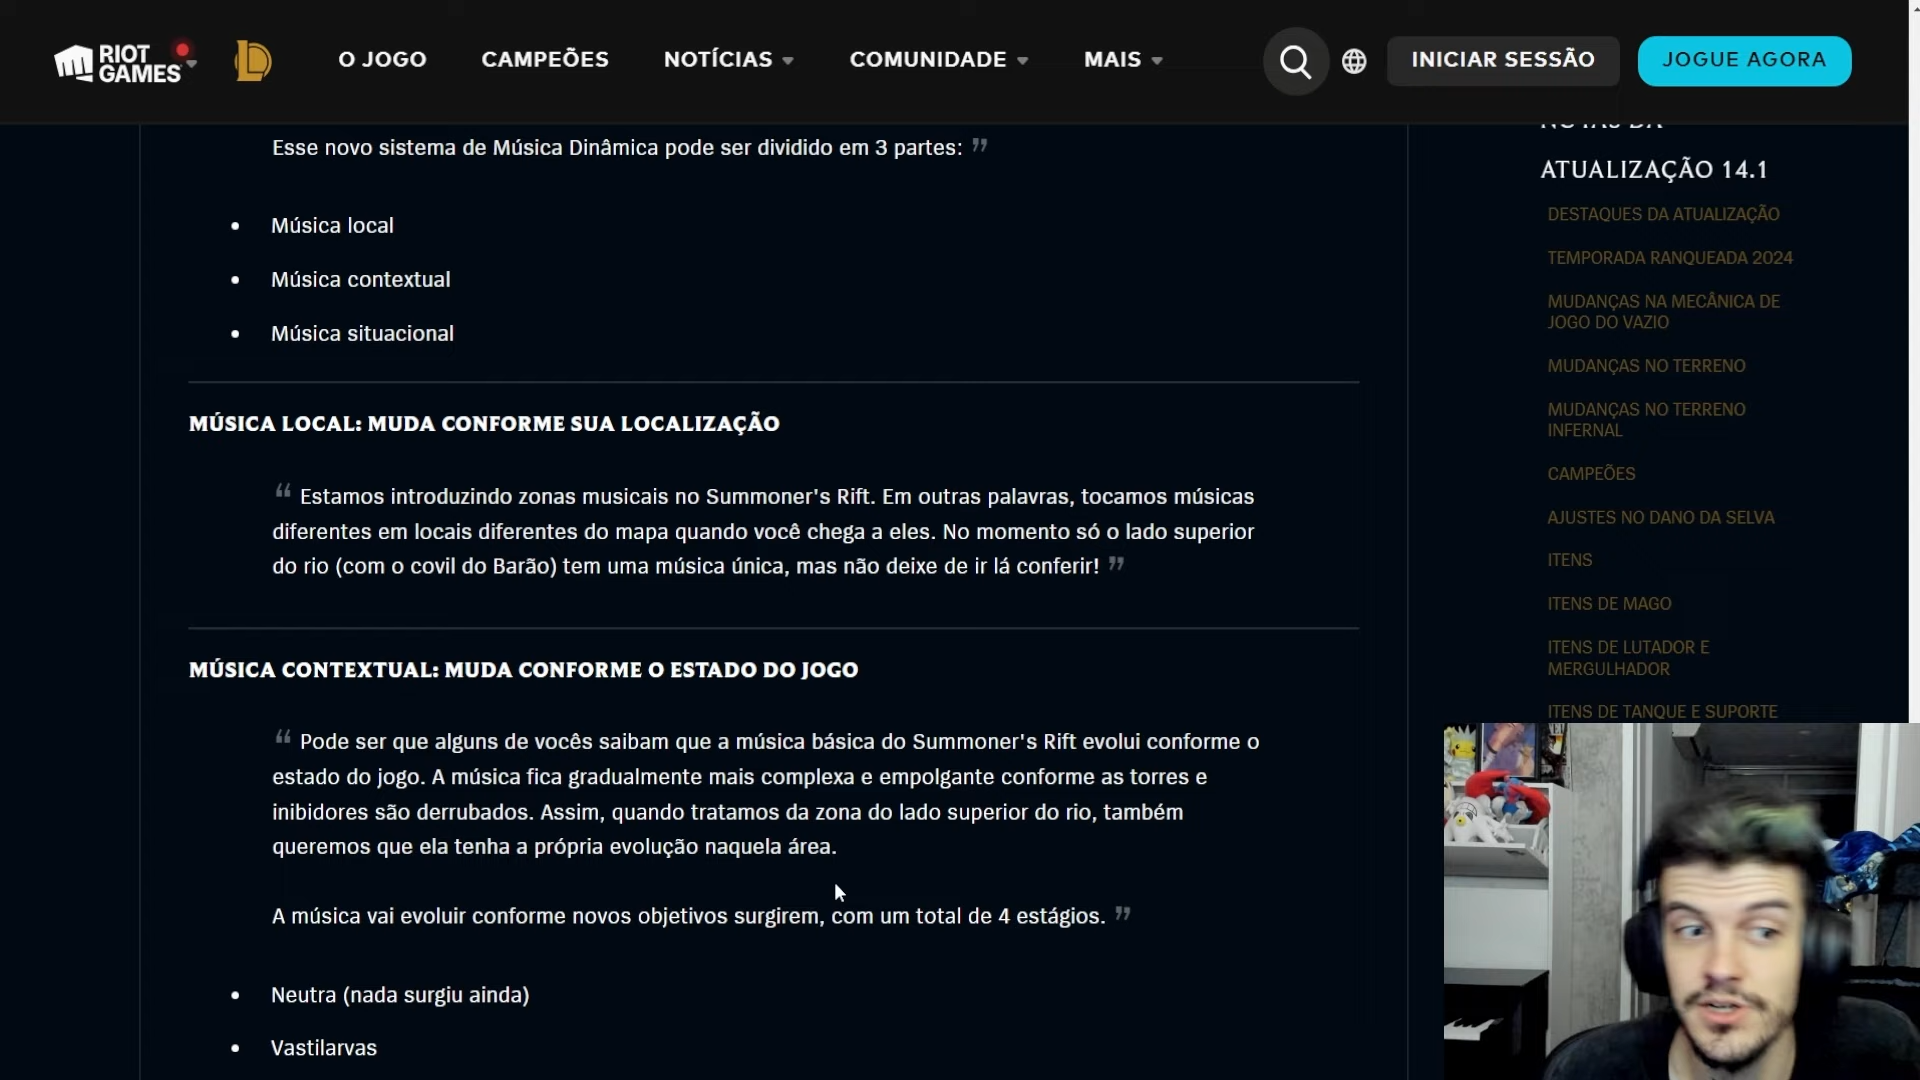 RIOT GAMES
O JOGO
CAMPEÕES
NOTÍCIAS
COMUNIDADE
MAIS
INICIAR SESSÃO
JOGUE AGORA
Esse novo sistema de Música Dinâmica pode ser dividido em 3 partes: ”
• Música local
• Música contextual
• Música situacional
MÚSICA LOCAL: MUDA CONFORME SUA LOCALIZAÇÃO
“ Estamos introduzindo zonas musicais no Summoner's Rift. Em outras palavras, tocamos músicas
diferentes em locais diferentes do mapa quando você chega a eles. No momento só o lado superior
do rio (com o covil do Barão) tem uma música única, mas não deixe de ir lá conferir! ”
MÚSICA CONTEXTUAL: MUDA CONFORME O ESTADO DO JOGO
“ Pode ser que alguns de vocês saibam que a música básica do Summoner's Rift evolui conforme o
estado do jogo. A música fica gradualmente mais complexa e empolgante conforme as torres e
inibidores são derrubados. Assim, quando tratamos da zona do lado superior do rio, também
queremos que ela tenha a própria evolução naquela área.
A música vai evoluir conforme novos objetivos surgirem, com um total de 4 estágios. ”
• Neutra (nada surgiu ainda)
• Vastilarvas
NOTAS DA
ATUALIZAÇÃO 14.1
DESTAQUES DA ATUALIZAÇÃO
TEMPORADA RANQUEADA 2024
MUDANÇAS NA MECÂNICA DE
JOGO DO VAZIO
MUDANÇAS NO TERRENO
MUDANÇAS NO TERRENO
INFERNAL
CAMPEÕES
AJUSTES NO DANO DA SELVA
ITENS
ITENS DE MAGO
ITENS DE LUTADOR E
MERGULHADOR
ITENS DE TANQUE E SUPORTE